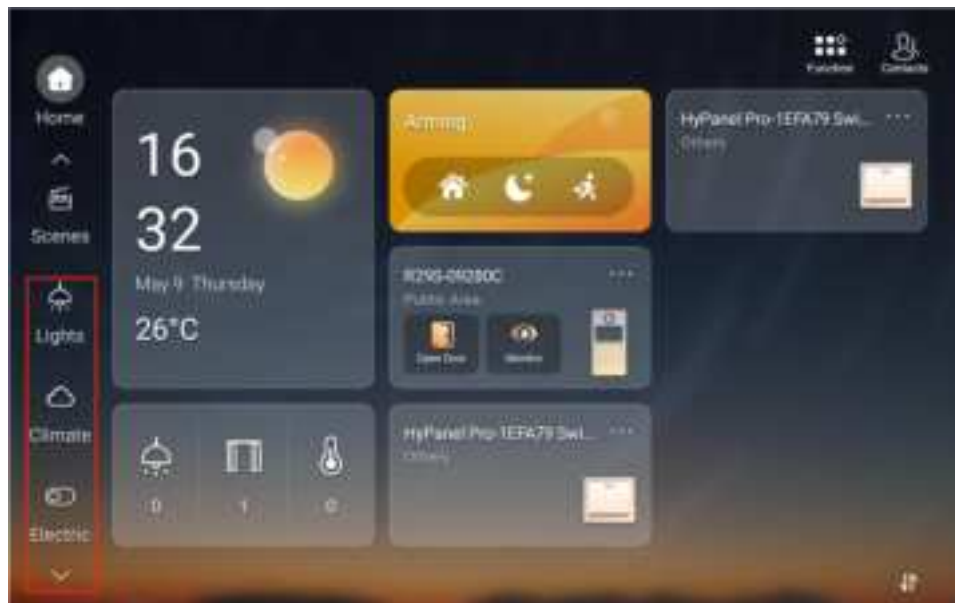 Home
Scenes
Lights
Climate
Electric
16
32
May 9 Thursday
26°C
0
1
0
Arming
R29S-09280C
Public Area
Open Door
Monitor
HyPanel Pro-1EFA79 Swi...
Others
Function
Contacts
HyPanel Pro-1EFA79 Swi...
Others